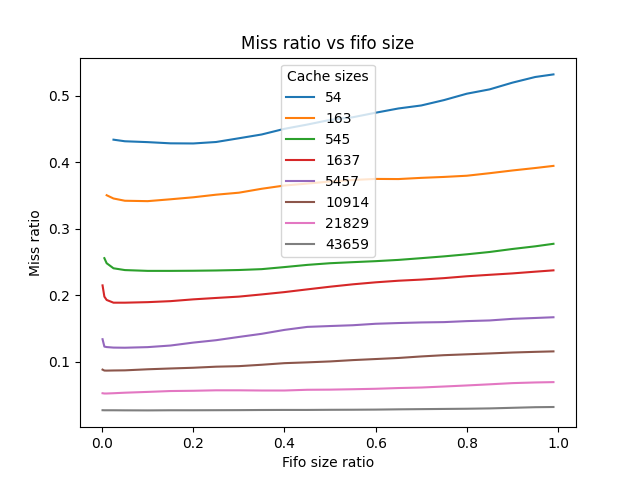 Miss ratio vs fifo size
Cache sizes
54
163
545
1637
5457
10914
21829
43659
0.5
0.4
0.3
0.2
0.1
Miss ratio
0.0 0.2 0.4 0.6 0.8 1.0
Fifo size ratio